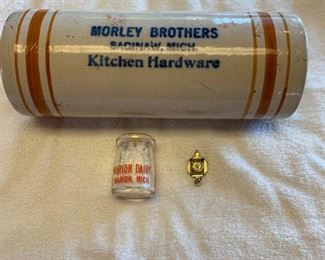 MORLEY BROTHERS
SAGINAW, MICH.
Kitchen Hardware
MARION DAIRY
MARION, MICH.